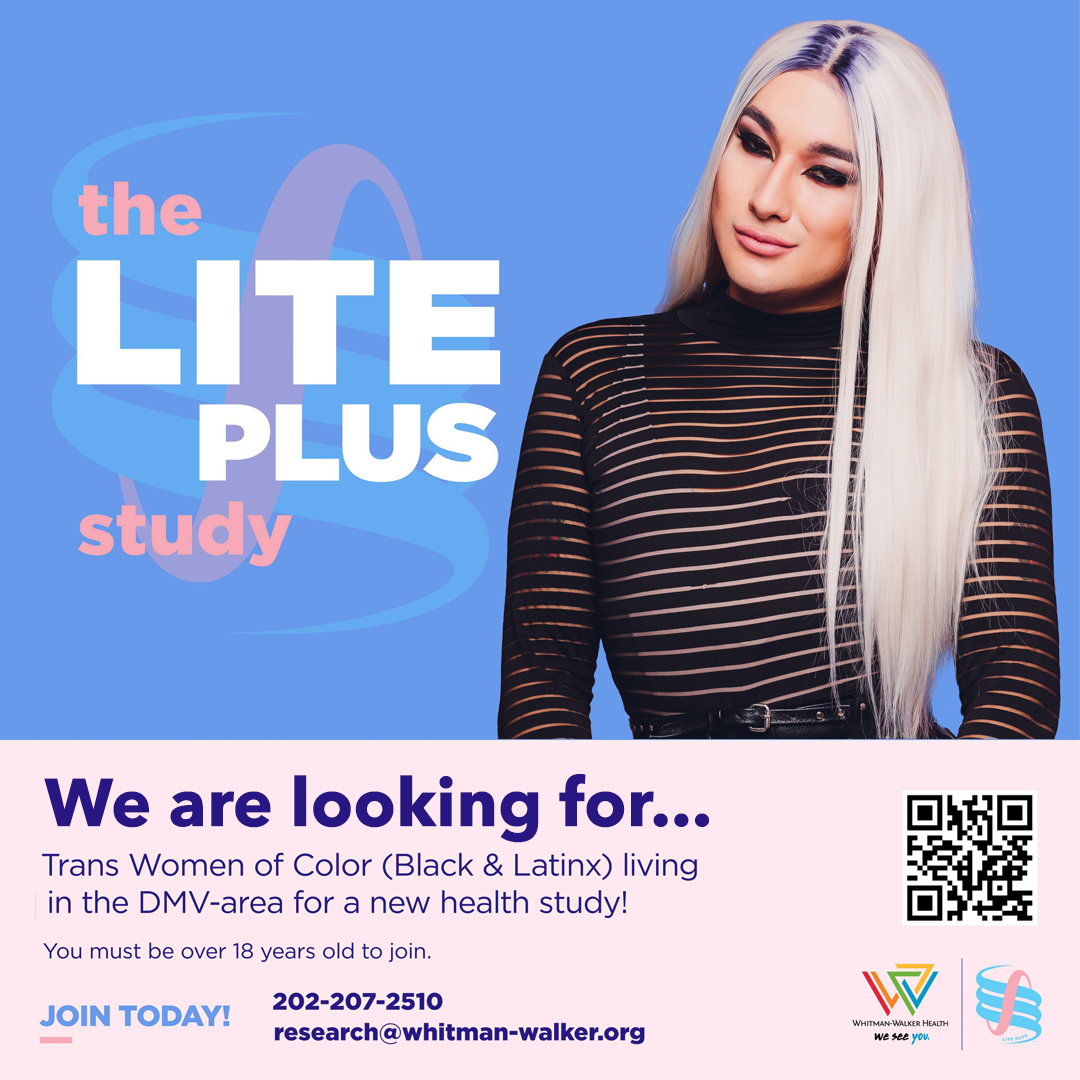 the
LITE
PLUS
study
We are looking for...
Trans Women of Color (Black & Latinx) living
in the DMV-area for a new health study!
You must be over 18 years old to join.
JOIN TODAY!
202-207-2510
research@whitman-walker.org
WHITMAN-WALKER HEALTH
we see you.
LITE PLUS